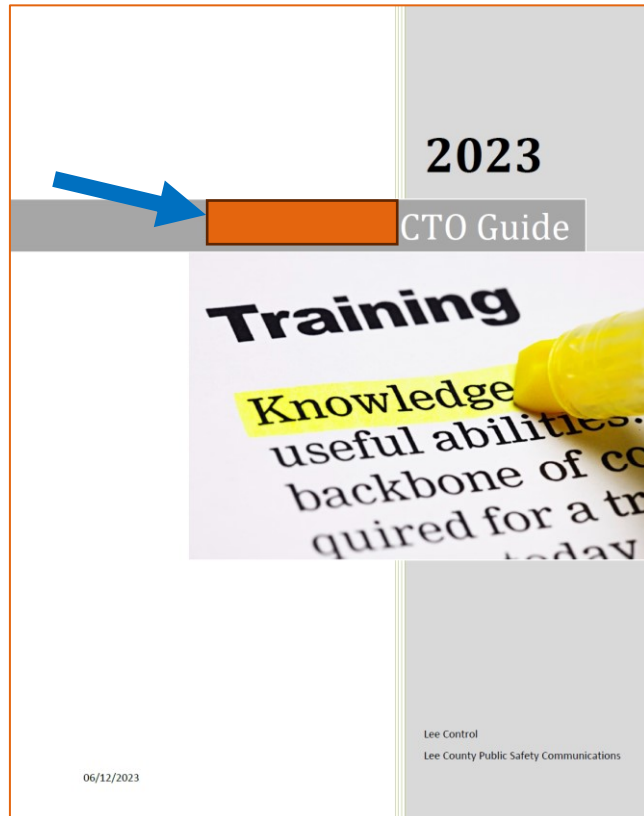 2023
CTO Guide
Training
Knowledge
useful abilities.
backbone of co
quired for a tr
today
Lee Control
Lee County Public Safety Communications
06/12/2023